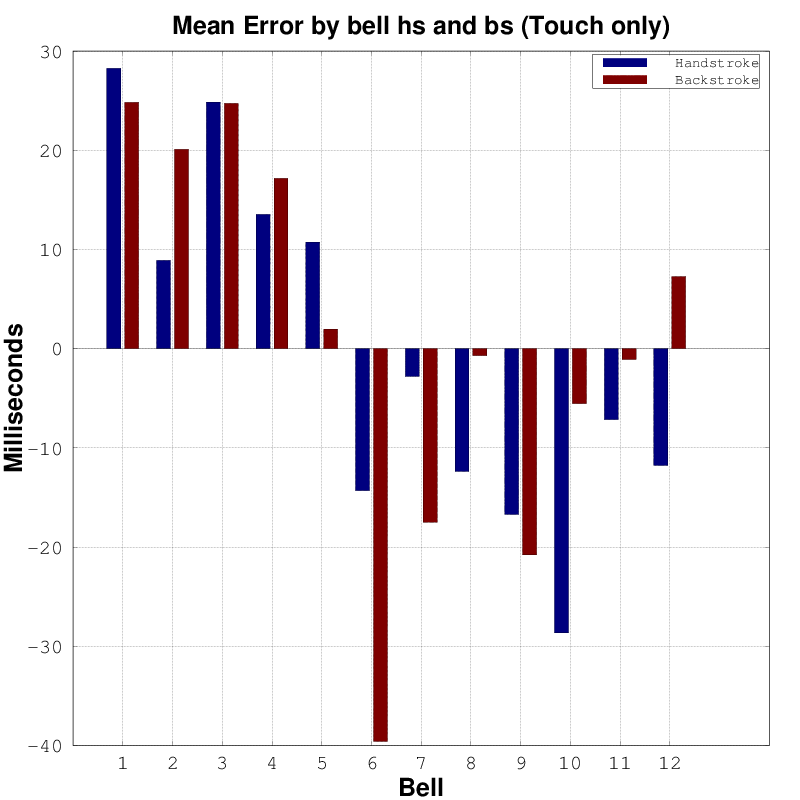 Mean Error by bell hs and bs (Touch only)
30
Handstroke
Backstroke
20
10
0
-10
-20
-30
-40
Milliseconds
1 2 3 4 5 6 7 8 9 10 11 12
Bell